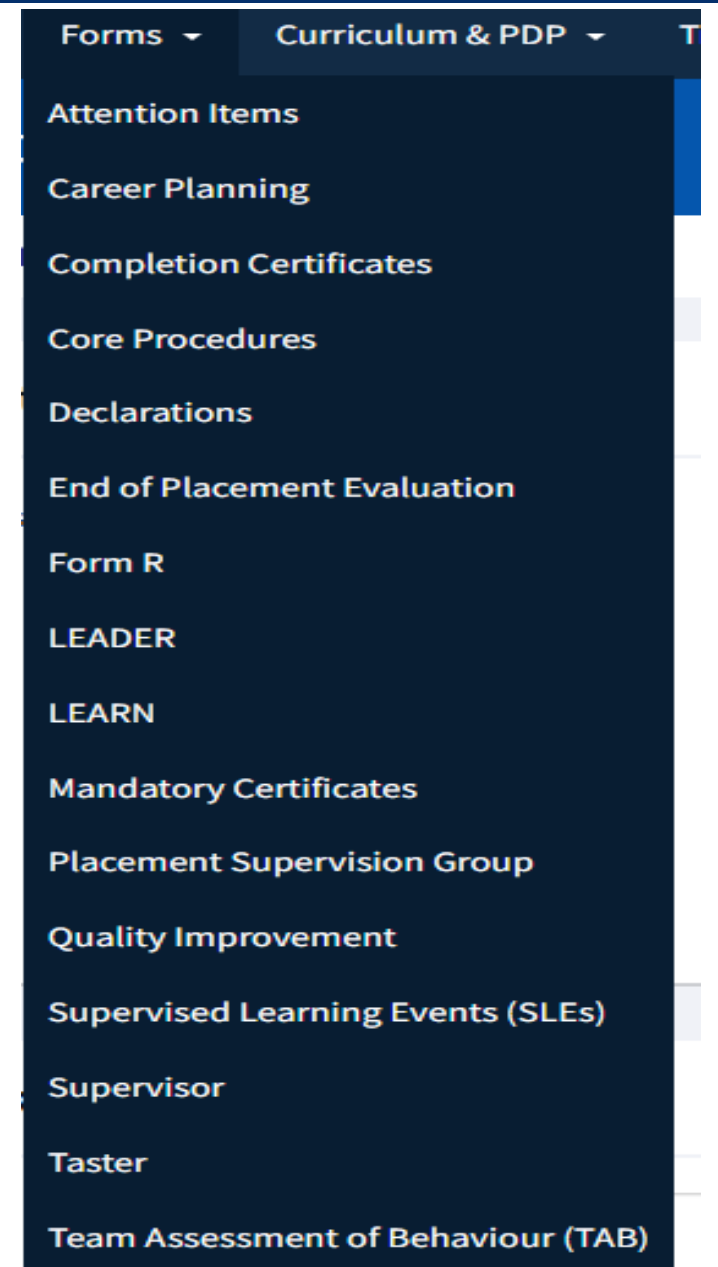 Forms Curriculum & PDP
Attention Items
Career Planning
Completion Certificates
Core Procedures
Declarations
End of Placement Evaluation
Form R
LEADER
LEARN
Mandatory Certificates
Placement Supervision Group
Quality Improvement
Supervised Learning Events (SLEs)
Supervisor
Taster
Team Assessment of Behaviour (TAB)